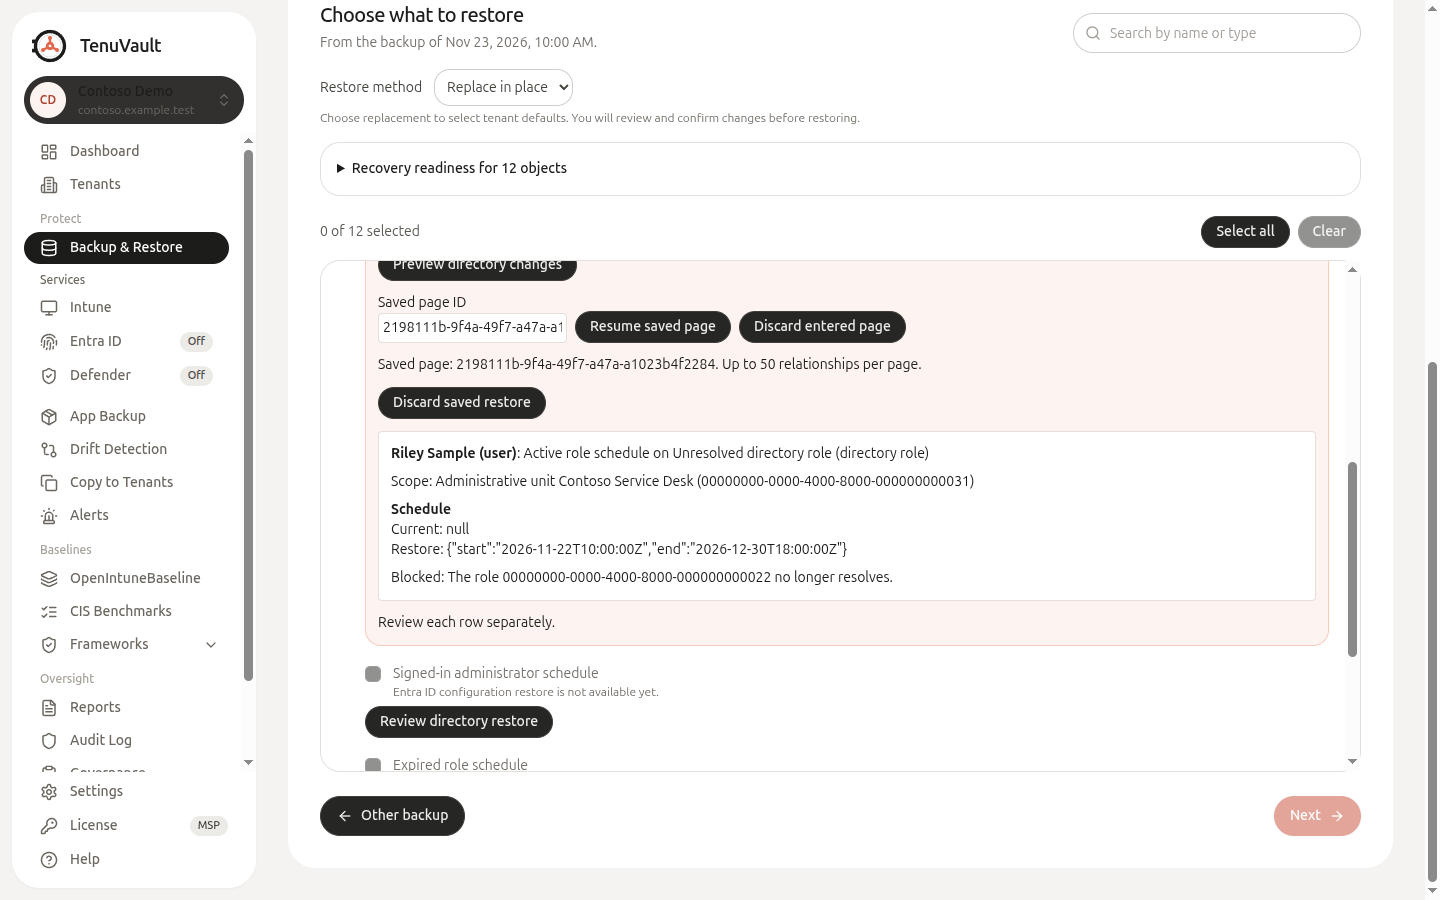 TenuVault
CD
Contoso Demo
contoso.example.test
Dashboard
Tenants
Protect
Backup & Restore
Services
Intune
Entra ID
Off
Defender
Off
App Backup
Drift Detection
Copy to Tenants
Alerts
Baselines
OpenIntuneBaseline
CIS Benchmarks
Frameworks
Oversight
Reports
Audit Log
Governance
Settings
License
MSP
Help
Choose what to restore
From the backup of Nov 23, 2026, 10:00 AM.
Search by name or type
Restore method
Replace in place
Choose replacement to select tenant defaults. You will review and confirm changes before restoring.
Recovery readiness for 12 objects
0 of 12 selected
Select all
Clear
Preview directory changes
Saved page ID
2198111b-9f4a-49f7-a47a-a1
Resume saved page
Discard entered page
Saved page: 2198111b-9f4a-49f7-a47a-a1023b4f2284. Up to 50 relationships per page.
Discard saved restore
Riley Sample (user): Active role schedule on Unresolved directory role (directory role)
Scope: Administrative unit Contoso Service Desk (00000000-0000-4000-8000-000000000031)
Schedule
Current: null
Restore: {"start":"2026-11-22T10:00:00Z","end":"2026-12-30T18:00:00Z"}
Blocked: The role 00000000-0000-4000-8000-000000000022 no longer resolves.
Review each row separately.
Signed-in administrator schedule
Entra ID configuration restore is not available yet.
Review directory restore
Expired role schedule
Other backup
Next